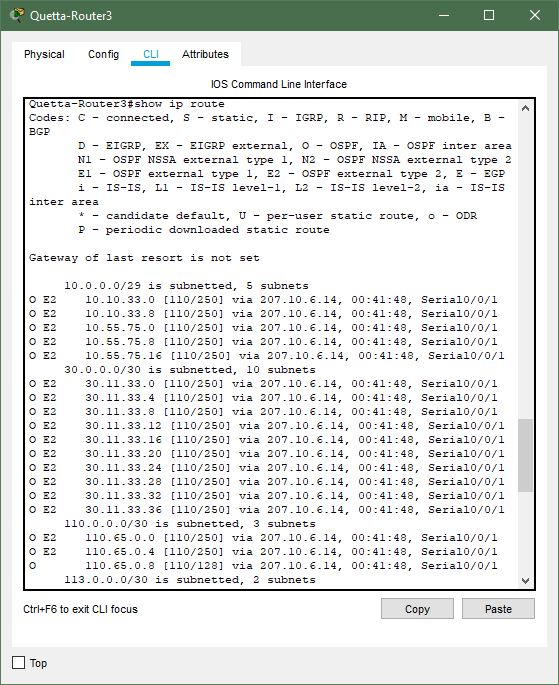 Quetta-Router3
Physical Config CLI Attributes
IOS Command Line Interface
Quetta-Router3#show ip route
Codes: C - connected, S - static, I - IGRP, R - RIP, M - mobile, B -
BGP
D - EIGRP, EX - EIGRP external, O - OSPF, IA - OSPF inter area
N1 - OSPF NSSA external type 1, N2 - OSPF NSSA external type 2
E1 - OSPF external type 1, E2 - OSPF external type 2, E - EGP
i - IS-IS, L1 - IS-IS level-1, L2 - IS-IS level-2, ia - IS-IS
inter area
* - candidate default, U - per-user static route, o - ODR
P - periodic downloaded static route
Gateway of last resort is not set
10.0.0.0/29 is subnetted, 5 subnets
O E2 10.10.33.0 [110/250] via 207.10.6.14, 00:41:48, Serial0/0/1
O E2 10.10.33.8 [110/250] via 207.10.6.14, 00:41:48, Serial0/0/1
O E2 10.55.75.0 [110/250] via 207.10.6.14, 00:41:48, Serial0/0/1
O E2 10.55.75.8 [110/250] via 207.10.6.14, 00:41:48, Serial0/0/1
O E2 10.55.75.16 [110/250] via 207.10.6.14, 00:41:48, Serial0/0/1
30.0.0.0/30 is subnetted, 10 subnets
O E2 30.11.33.0 [110/250] via 207.10.6.14, 00:41:48, Serial0/0/1
O E2 30.11.33.4 [110/250] via 207.10.6.14, 00:41:48, Serial0/0/1
O E2 30.11.33.8 [110/250] via 207.10.6.14, 00:41:48, Serial0/0/1
O E2 30.11.33.12 [110/250] via 207.10.6.14, 00:41:48, Serial0/0/1
O E2 30.11.33.16 [110/250] via 207.10.6.14, 00:41:48, Serial0/0/1
O E2 30.11.33.20 [110/250] via 207.10.6.14, 00:41:48, Serial0/0/1
O E2 30.11.33.24 [110/250] via 207.10.6.14, 00:41:48, Serial0/0/1
O E2 30.11.33.28 [110/250] via 207.10.6.14, 00:41:48, Serial0/0/1
O E2 30.11.33.32 [110/250] via 207.10.6.14, 00:41:48, Serial0/0/1
O E2 30.11.33.36 [110/250] via 207.10.6.14, 00:41:48, Serial0/0/1
110.0.0.0/30 is subnetted, 3 subnets
O E2 110.65.0.0 [110/250] via 207.10.6.14, 00:41:48, Serial0/0/1
O E2 110.65.0.4 [110/250] via 207.10.6.14, 00:41:48, Serial0/0/1
O 110.65.0.8 [110/128] via 207.10.6.14, 00:41:48, Serial0/0/1
113.0.0.0/30 is subnetted, 2 subnets
Ctrl+F6 to exit CLI focus
Copy Paste
Top